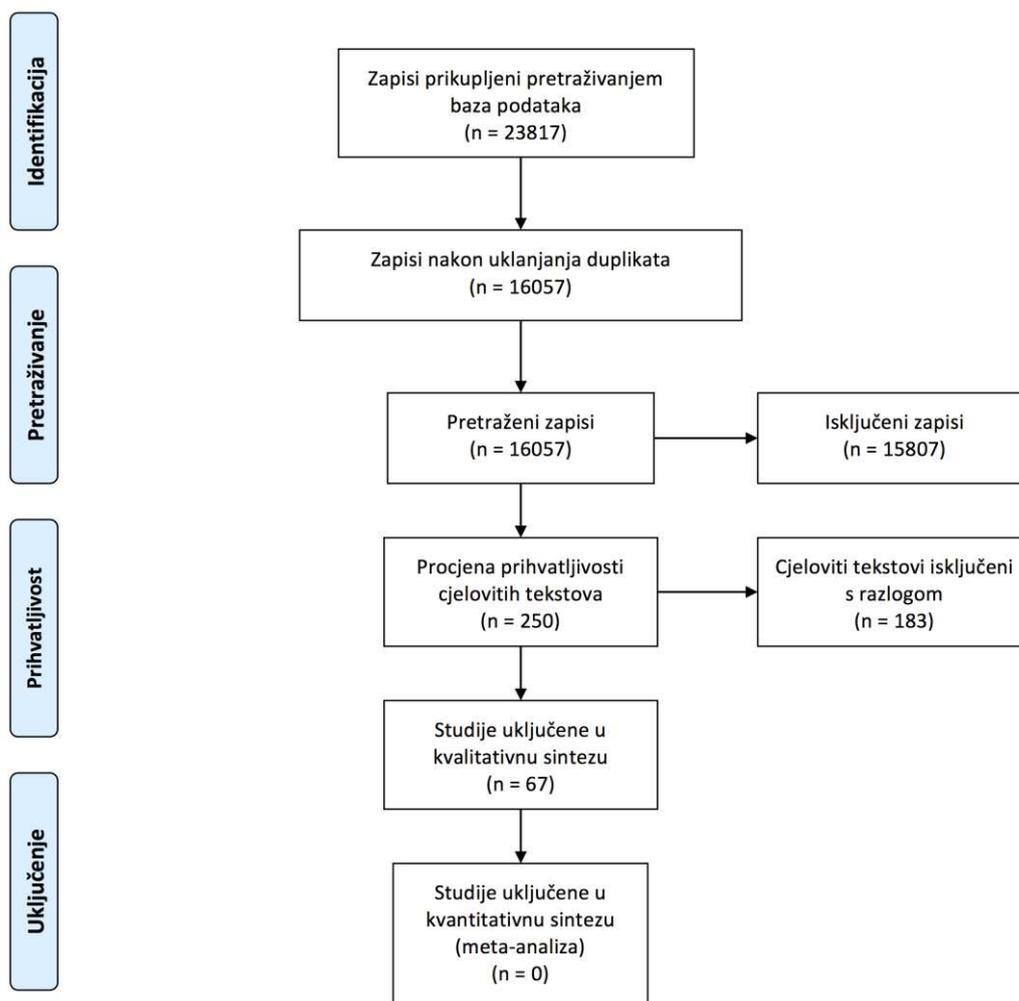 Identifikacija
Zapisi prikupljeni pretraživanjem
baza podataka
(n = 23817)
Zapisi nakon uklanjanja duplikata
(n = 16057)
Pretraživanje
Pretraženi zapisi
(n = 16057)
Isključeni zapisi
(n = 15807)
Prihvatljivost
Procjena prihvatljivosti
cjelovitih tekstova
(n = 250)
Cjeloviti tekstovi isključeni
s razlogom
(n = 183)
Studije uključene u
kvalitativnu sintezu
(n = 67)
Uključenje
Studije uključene u
kvantitativnu sintezu
(meta-analiza)
(n = 0)